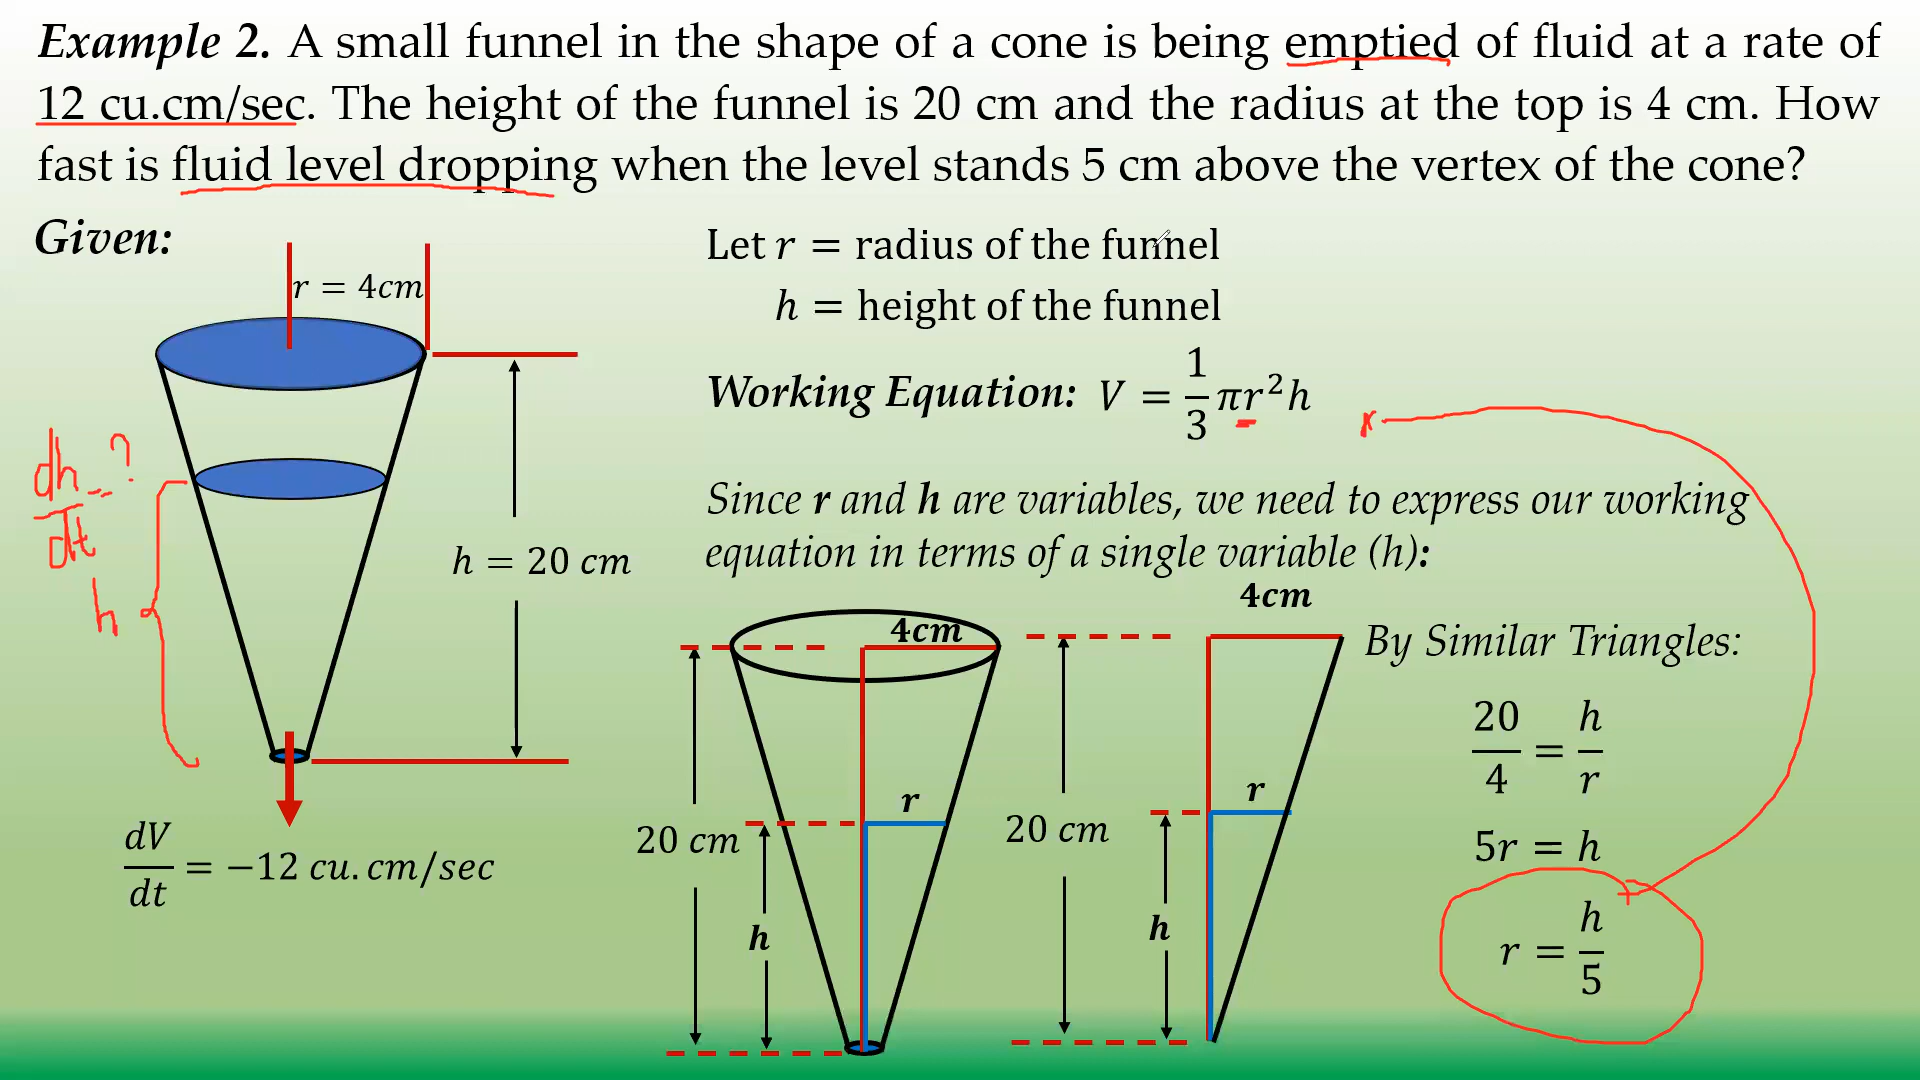 Example 2. A small funnel in the shape of a cone is being emptied of fluid at a rate of
12 cu.cm/sec. The height of the funnel is 20 cm and the radius at the top is 4 cm. How
fast is fluid level dropping when the level stands 5 cm above the vertex of the cone?
Given:
r = 4cm
h = 20 cm
dh/dt = ?
h
dV/dt = −12 cu.cm/sec
Let r = radius of the funnel
h = height of the funnel
Working Equation: V = 1/3 πr²h
r
Since r and h are variables, we need to express our working
equation in terms of a single variable (h):
4cm
20 cm
r
h
4cm
20 cm
r
h
By Similar Triangles:
20/4 = h/r
5r = h
r = h/5